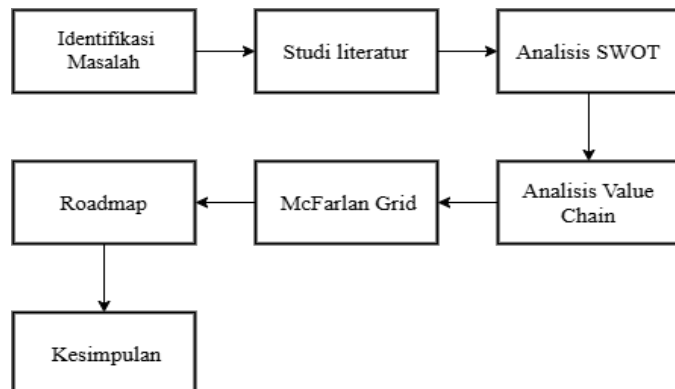 Identifikasi
Masalah
Studi literatur
Analisis SWOT
Analisis Value
Chain
McFarlan Grid
Roadmap
Kesimpulan